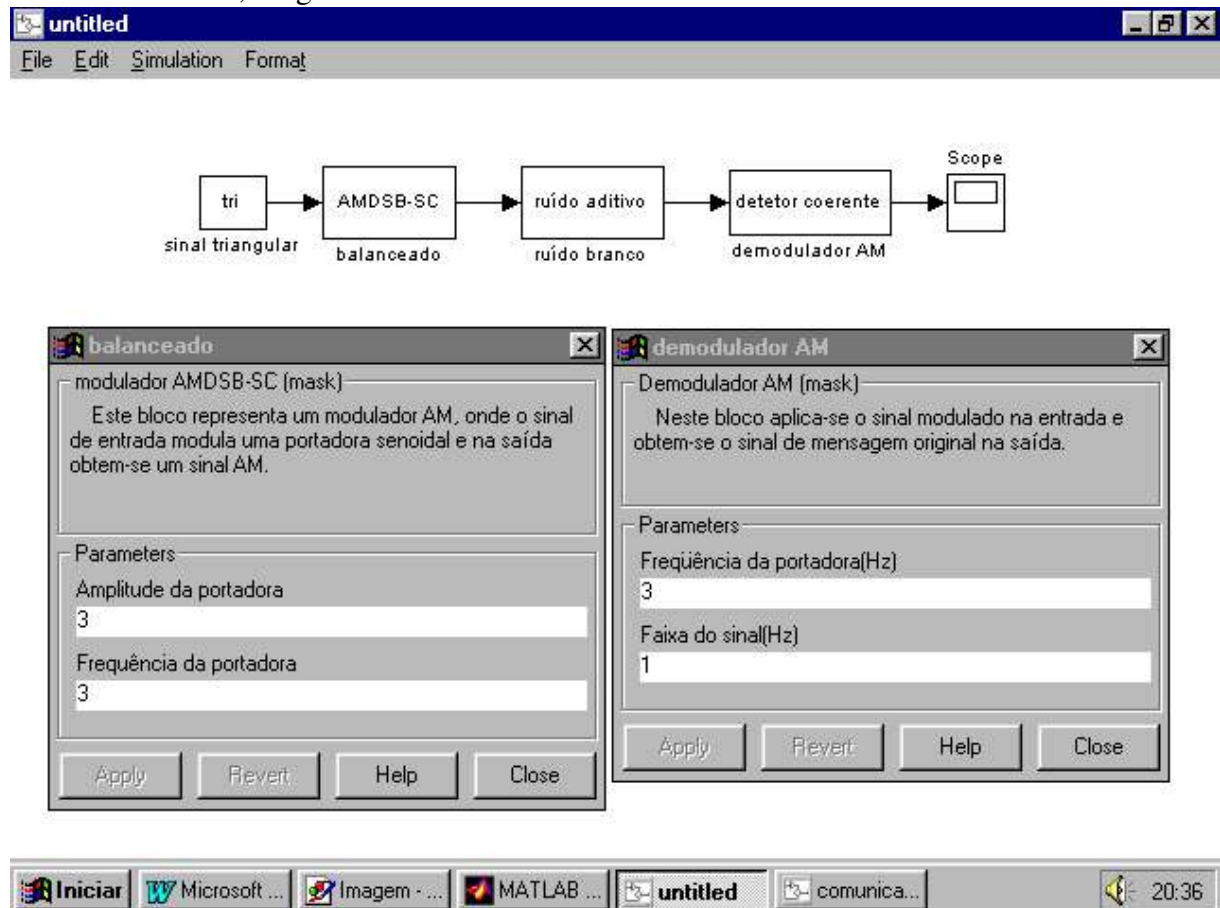 untitled
File Edit Simulation Format
Scope
tri
AMDSB-SC
ruído aditivo
detetor coerente
sinal triangular
balanceado
ruído branco
demodulador AM
balanceado
modulador AMDSB-SC (mask)
Este bloco representa um modulador AM, onde o sinal
de entrada modula uma portadora senoidal e na saída
obtem-se um sinal AM.
Parameters
Amplitude da portadora
3
Frequência da portadora
3
Apply Revert Help Close
demodulador AM
Demodulador AM (mask)
Neste bloco aplica-se o sinal modulado na entrada e
obtem-se o sinal de mensagem original na saída.
Parameters
Freqüência da portadora(Hz)
3
Faixa do sinal(Hz)
1
Apply Revert Help Close
Iniciar Microsoft ... Imagem - ... MATLAB ... untitled comunica... 20:36